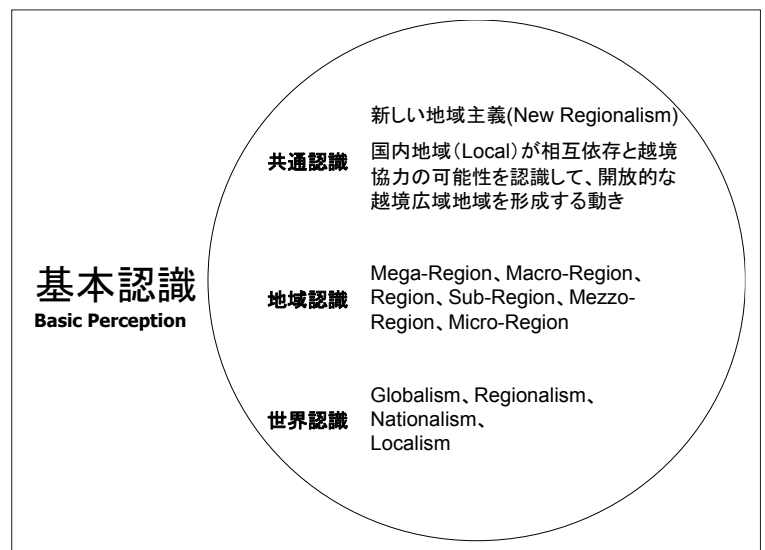 新しい地域主義(New Regionalism)
共通認識
国内地域（Local）が相互依存と越境
協力の可能性を認識して、開放的な
越境広域地域を形成する動き
基本認識
Basic Perception
地域認識
Mega-Region、Macro-Region、
Region、Sub-Region、Mezzo-
Region、Micro-Region
世界認識
Globalism、Regionalism、
Nationalism、
Localism